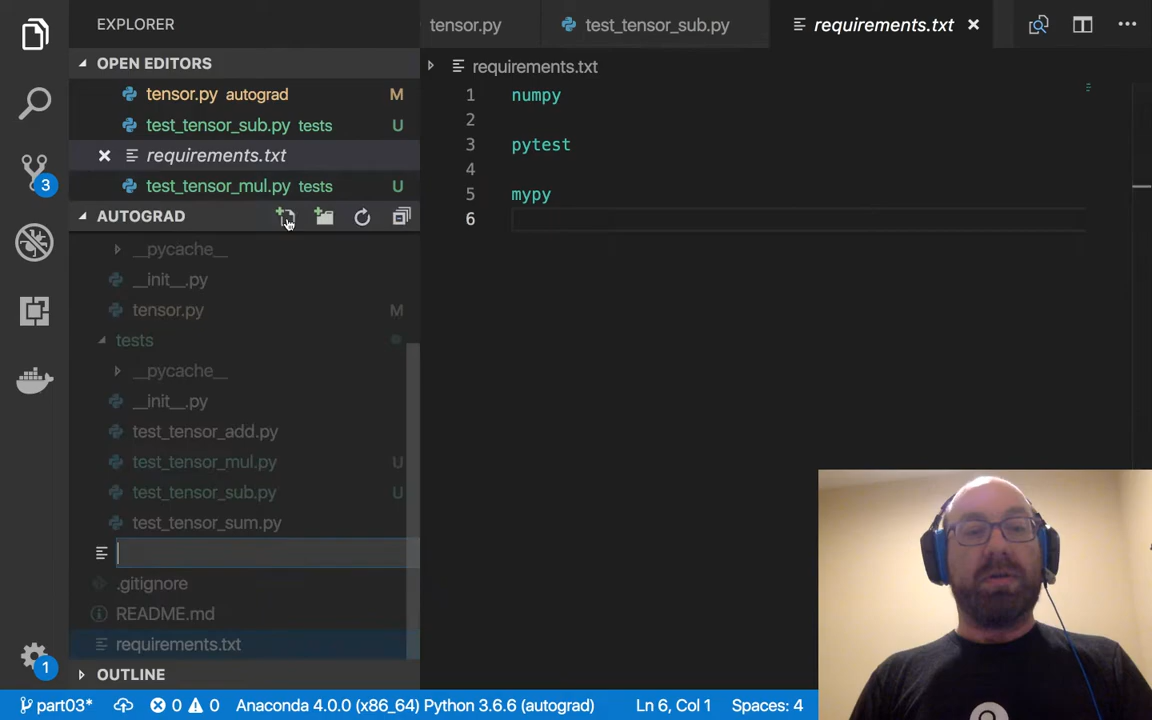 EXPLORER
tensor.py
test_tensor_sub.py
requirements.txt
OPEN EDITORS
tensor.py autograd M
test_tensor_sub.py tests U
requirements.txt
test_tensor_mul.py tests U
AUTOGRAD
__pycache__
__init__.py
tensor.py M
tests
__pycache__
__init__.py
test_tensor_add.py
test_tensor_mul.py U
test_tensor_sub.py U
test_tensor_sum.py
.gitignore
README.md
requirements.txt
OUTLINE
3
1
requirements.txt
1 numpy
2
3 pytest
4
5 mypy
6
part03* 0 0 Anaconda 4.0.0 (x86_64) Python 3.6.6 (autograd) Ln 6, Col 1 Spaces: 4